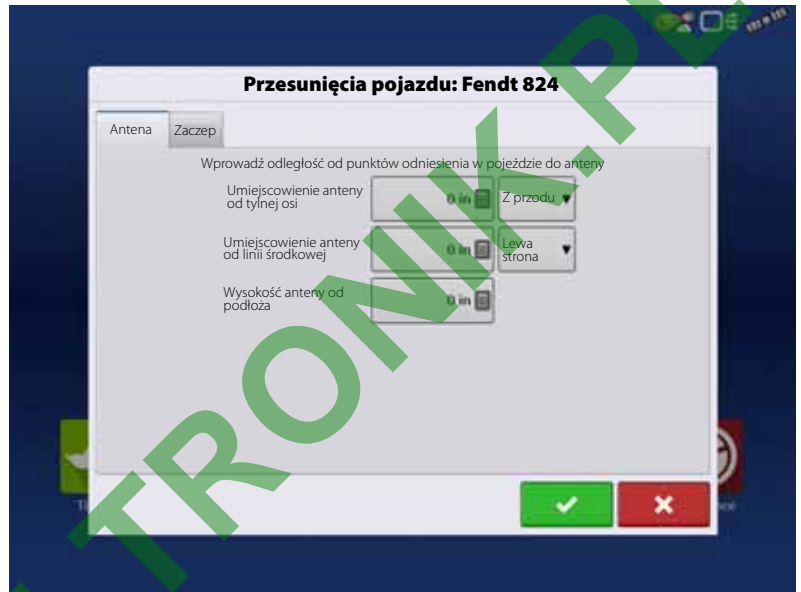 Przesunięcia pojazdu: Fendt 824
Antena
Zaczep
Wprowadź odległość od punktów odniesienia w pojeździe do anteny
Umiejscowienie anteny
od tylnej osi
0 in
Z przodu
Umiejscowienie anteny
od linii środkowej
0 in
Lewa
strona
Wysokość anteny od
podłoża
0 in
TRONIK.PL